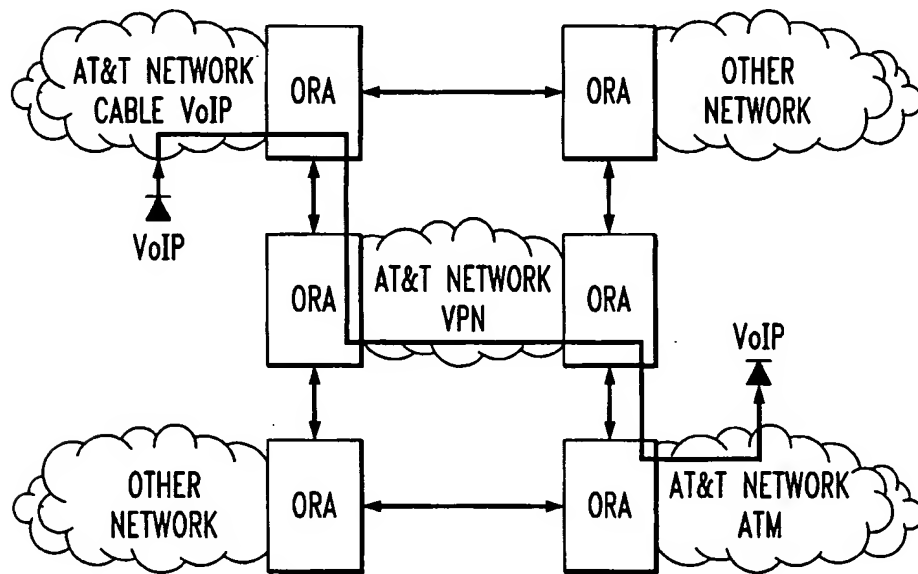 AT&T NETWORK
CABLE VoIP
ORA
ORA
OTHER
NETWORK
VoIP
ORA
AT&T NETWORK
VPN
ORA
VoIP
OTHER
NETWORK
ORA
ORA
AT&T NETWORK
ATM